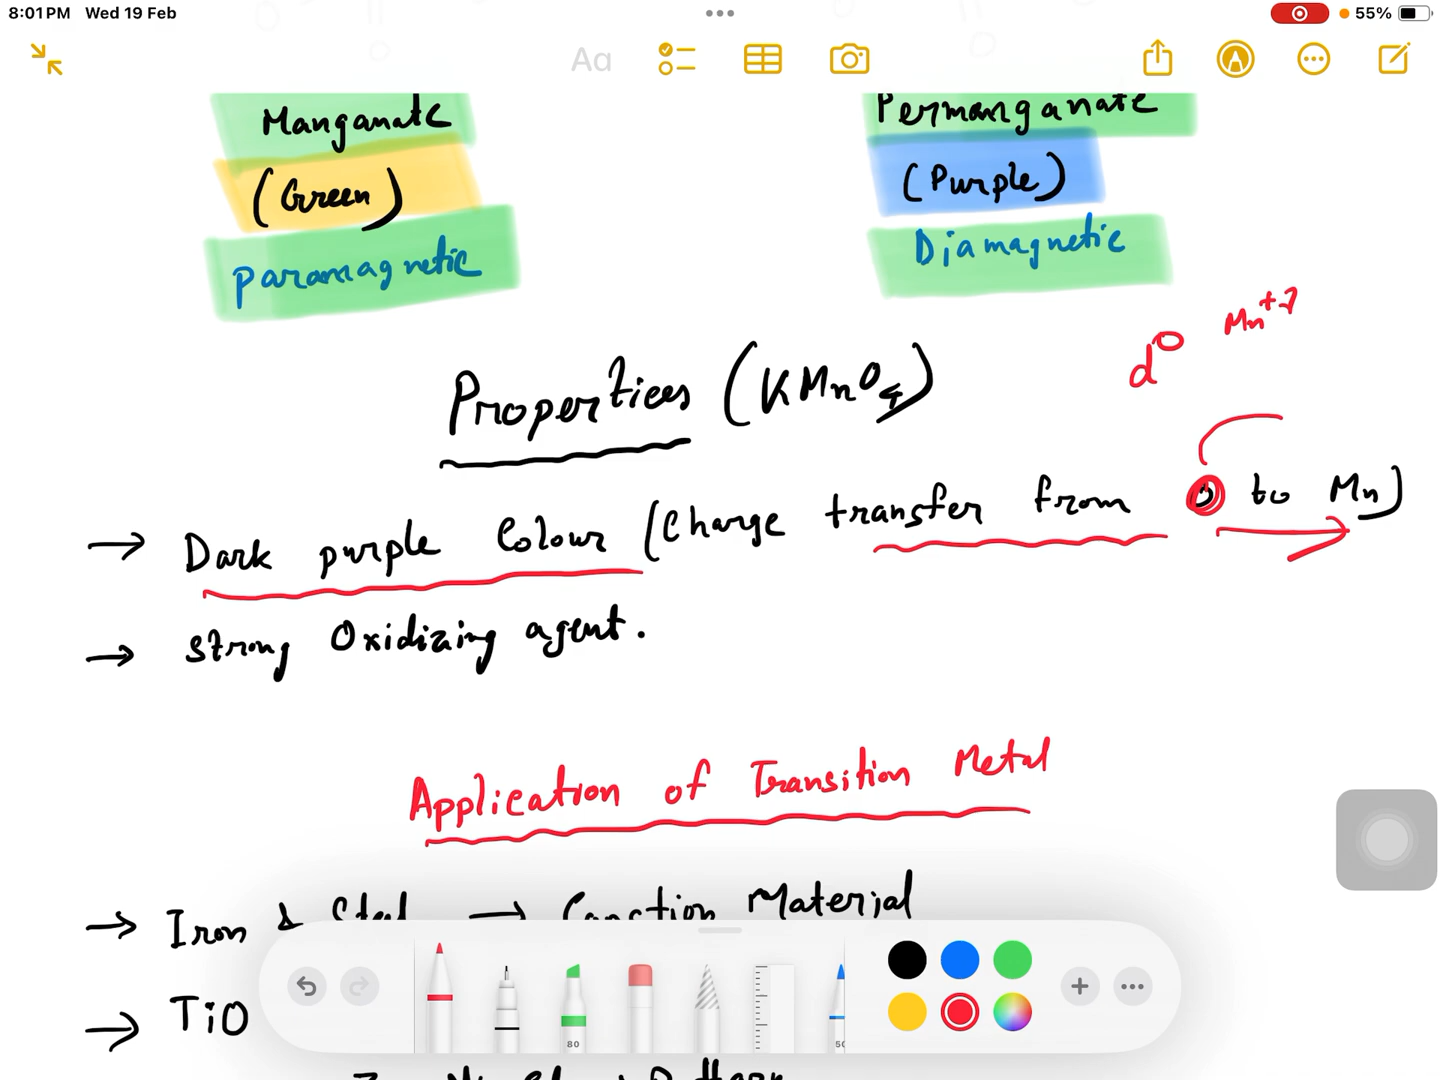 8:01 PM Wed 19 Feb
55%
Aa
Manganate
Permanganate
(Green)
(Purple)
paramagnetic
Diamagnetic
d⁰ Mn⁺⁷
Properties (KMnO₄)
→ Dark purple Colour (Charge transfer from O to Mn)
→ Strong Oxidizing agent.
Application of Transition Metal
→ Iron & Steel → Material
→ TiO
80
50